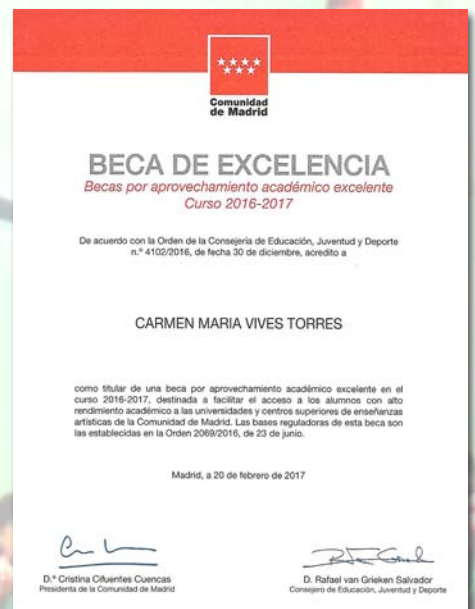 Comunidad
de Madrid
BECA DE EXCELENCIA
Becas por aprovechamiento académico excelente
Curso 2016-2017
De acuerdo con la Orden de la Consejería de Educación, Juventud y Deporte
n.º 4102/2016, de fecha 30 de diciembre, acredito a
CARMEN MARIA VIVES TORRES
como titular de una beca por aprovechamiento académico excelente en el
curso 2016-2017, destinada a facilitar el acceso a los alumnos con alto
rendimiento académico a las universidades y centros superiores de enseñanzas
artísticas de la Comunidad de Madrid. Las bases reguladoras de esta beca son
las establecidas en la Orden 2069/2016, de 23 de junio.
Madrid, a 20 de febrero de 2017
D.ª Cristina Cifuentes Cuencas
Presidenta de la Comunidad de Madrid
D. Rafael van Grieken Salvador
Consejero de Educación, Juventud y Deporte